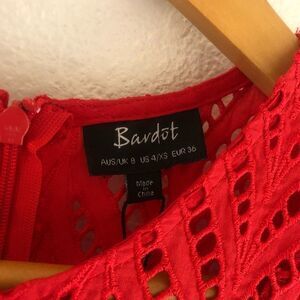 Bardot
AUS/UK 8 US 4/XS EUR 36
Made
in
China